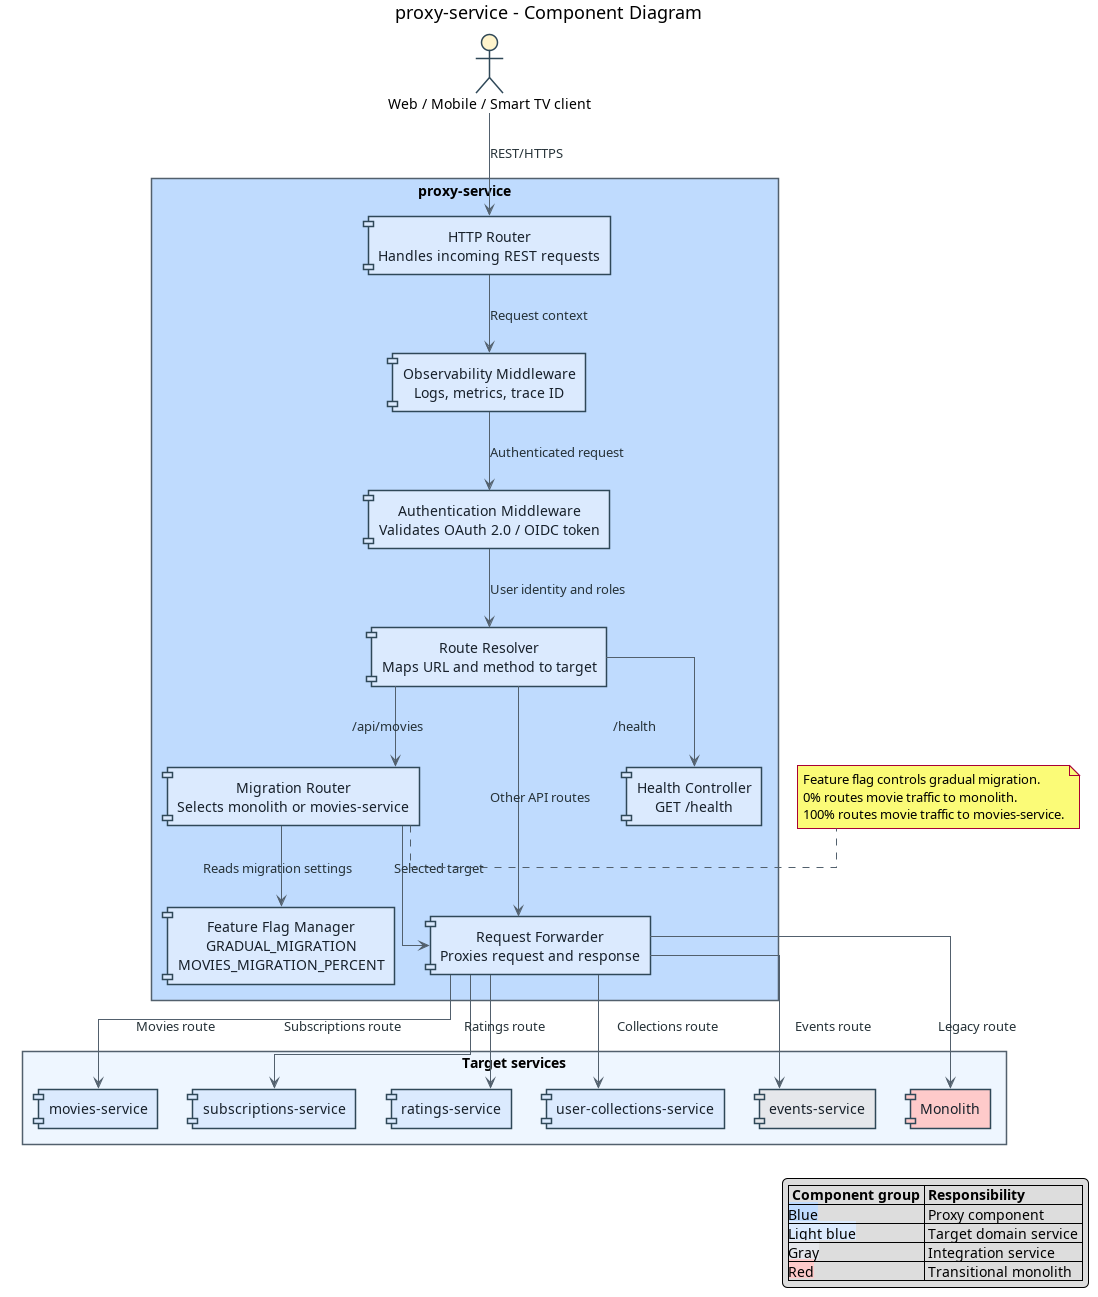 proxy-service - Component Diagram
Web / Mobile / Smart TV client
REST/HTTPS
proxy-service
HTTP Router
Handles incoming REST requests
Request context
Observability Middleware
Logs, metrics, trace ID
Authenticated request
Authentication Middleware
Validates OAuth 2.0 / OIDC token
User identity and roles
Route Resolver
Maps URL and method to target
/api/movies
/health
Migration Router
Selects monolith or movies-service
Other API routes
Health Controller
GET /health
Feature flag controls gradual migration.
0% routes movie traffic to monolith.
100% routes movie traffic to movies-service.
Reads migration settings
Selected target
Feature Flag Manager
GRADUAL_MIGRATION
MOVIES_MIGRATION_PERCENT
Request Forwarder
Proxies request and response
Movies route
Subscriptions route
Ratings route
Collections route
Events route
Legacy route
Target services
movies-service
subscriptions-service
ratings-service
user-collections-service
events-service
Monolith
Component group Responsibility
Blue Proxy component
Light blue Target domain service
Gray Integration service
Red Transitional monolith